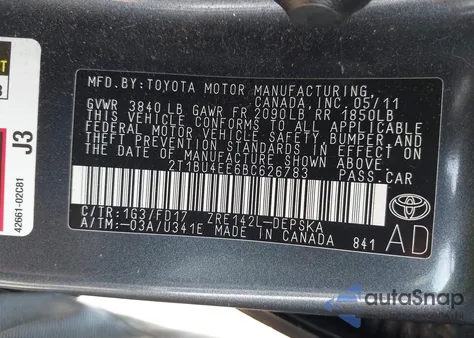 MFD.BY:TOYOTA MOTOR MANUFACTURING,
CANADA,INC. 05/11
GVWR 3840LB GAWR FR 2090LB RR 1850LB
THIS VEHICLE CONFORMS TO ALL APPLICABLE
FEDERAL MOTOR VEHICLE SAFETY, BUMPER, AND
THEFT PREVENTION STANDARDS IN EFFECT ON
THE DATE OF MANUFACTURE SHOWN ABOVE.
2T1BU4EE6BC626783 PASS.CAR
C/TR:1G3/FD17 ZRE142L-DEPSKA
A/TM:-03A/U341E MADE IN CANADA 841
TOYOTA
AD
J3
42661-02C81
autoSnap